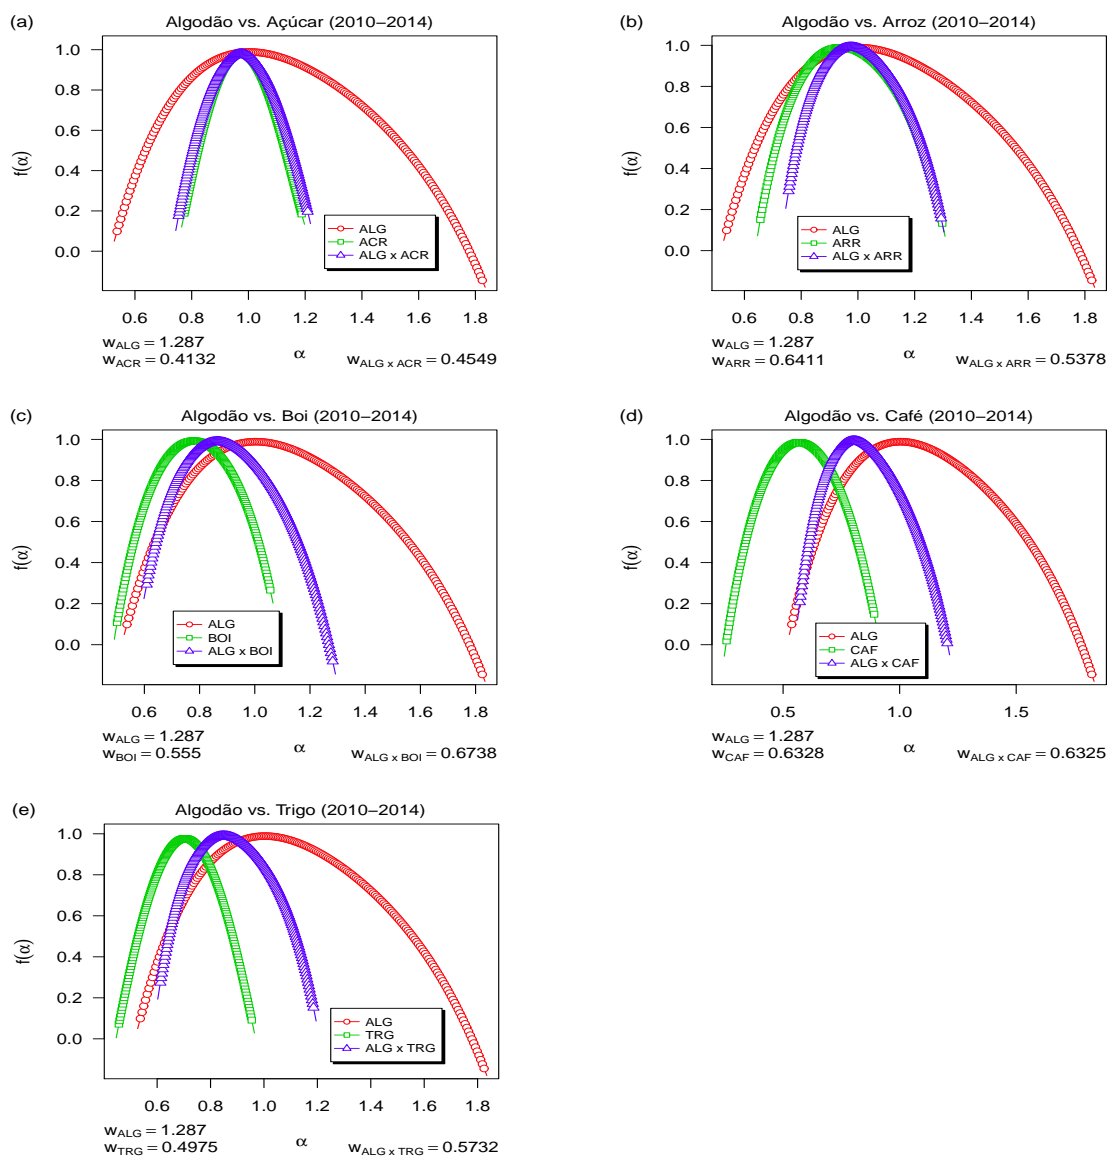 (a)
Algodão vs. Açúcar (2010−2014)
f(α)
1.0
0.8
0.6
0.4
0.2
0.0
ALG
ACR
ALG x ACR
0.6 0.8 1.0 1.2 1.4 1.6 1.8
wALG = 1.287
wACR = 0.4132 α wALG x ACR = 0.4549
(b)
Algodão vs. Arroz (2010−2014)
f(α)
1.0
0.8
0.6
0.4
0.2
0.0
ALG
ARR
ALG x ARR
0.6 0.8 1.0 1.2 1.4 1.6 1.8
wALG = 1.287
wARR = 0.6411 α wALG x ARR = 0.5378
(c)
Algodão vs. Boi (2010−2014)
f(α)
1.0
0.8
0.6
0.4
0.2
0.0
ALG
BOI
ALG x BOI
0.6 0.8 1.0 1.2 1.4 1.6 1.8
wALG = 1.287
wBOI = 0.555 α wALG x BOI = 0.6738
(d)
Algodão vs. Café (2010−2014)
f(α)
1.0
0.8
0.6
0.4
0.2
0.0
ALG
CAF
ALG x CAF
0.5 1.0 1.5
wALG = 1.287
wCAF = 0.6328 α wALG x CAF = 0.6325
(e)
Algodão vs. Trigo (2010−2014)
f(α)
1.0
0.8
0.6
0.4
0.2
0.0
ALG
TRG
ALG x TRG
0.6 0.8 1.0 1.2 1.4 1.6 1.8
wALG = 1.287
wTRG = 0.4975 α wALG x TRG = 0.5732